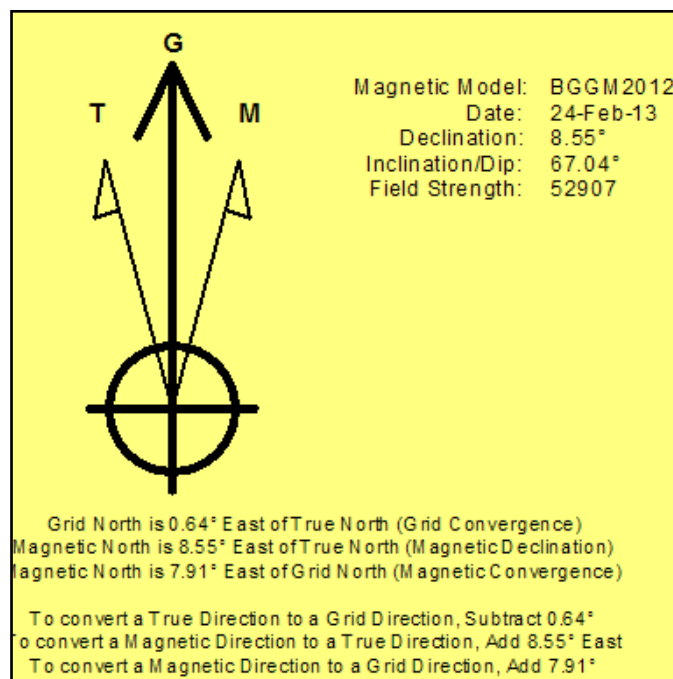 G
T M
Magnetic Model: BGGM2012
Date: 24-Feb-13
Declination: 8.55°
Inclination/Dip: 67.04°
Field Strength: 52907
Grid North is 0.64° East of True North (Grid Convergence)
Magnetic North is 8.55° East of True North (Magnetic Declination)
Magnetic North is 7.91° East of Grid North (Magnetic Convergence)
To convert a True Direction to a Grid Direction, Subtract 0.64°
To convert a Magnetic Direction to a True Direction, Add 8.55° East
To convert a Magnetic Direction to a Grid Direction, Add 7.91°